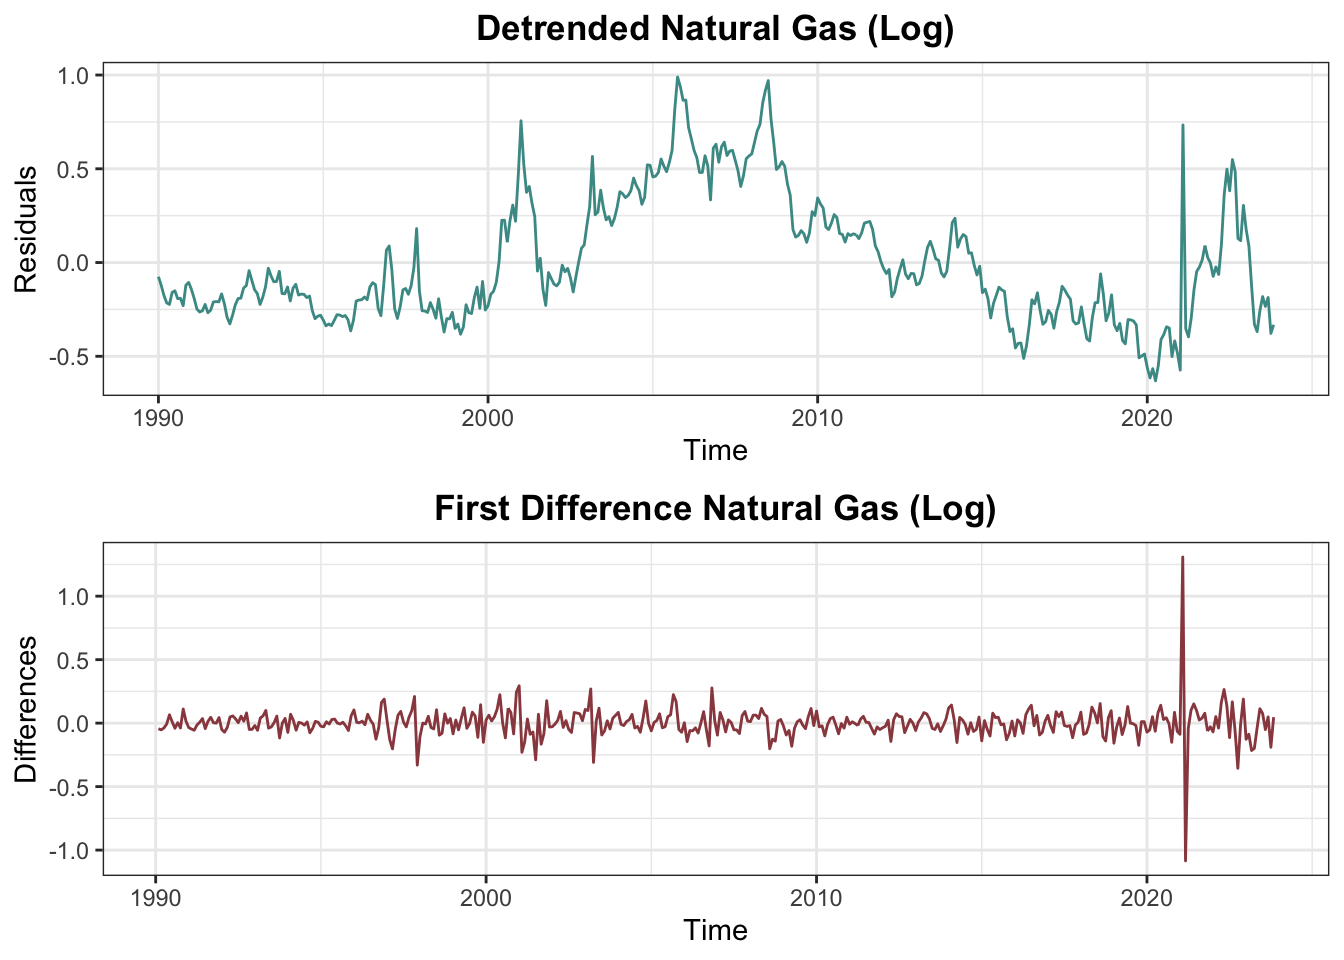 Detrended Natural Gas (Log)
1.0
0.5
0.0
-0.5
Residuals
1990 2000 2010 2020
Time
First Difference Natural Gas (Log)
1.0
0.5
0.0
-0.5
-1.0
Differences
1990 2000 2010 2020
Time